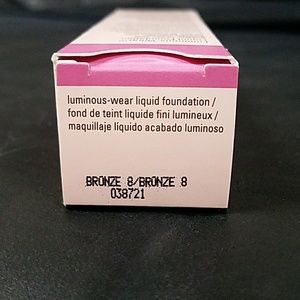 luminous-wear liquid foundation /
fond de teint liquide fini lumineux /
maquillaje líquido acabado luminoso
BRONZE 8/BRONZE 8
038721